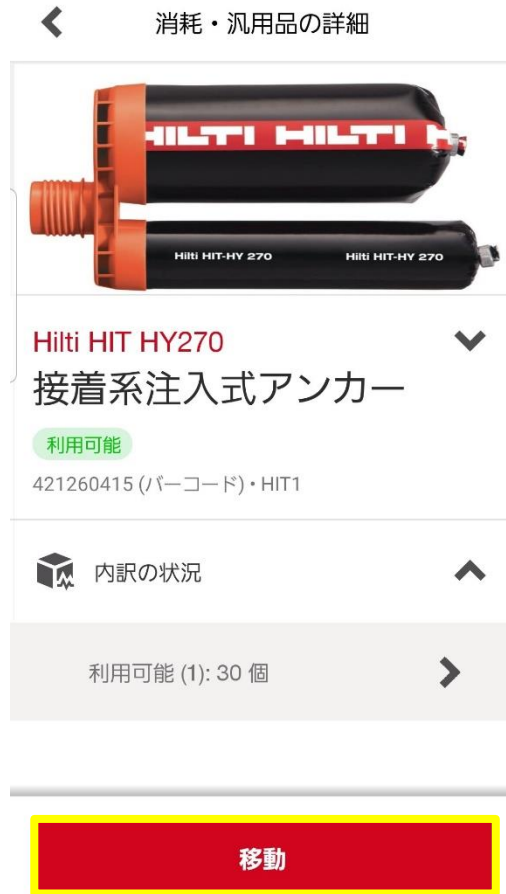 消耗・汎用品の詳細
HILTI HILTI H
Hilti HIT-HY 270 Hilti HIT-HY 270
Hilti HIT HY270
接着系注入式アンカー
利用可能
421260415 (バーコード)・HIT1
内訳の状況
利用可能 (1): 30 個
移動